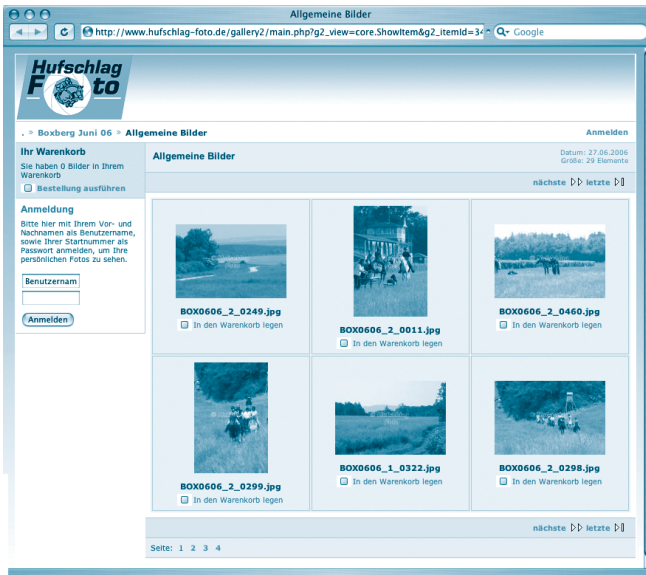 Allgemeine Bilder
http://www.hufschlag-foto.de/gallery2/main.php?g2_view=core.ShowItem&g2_itemId=34
Google
Hufschlag
Foto
. » Boxberg Juni 06 » Allgemeine Bilder
Anmelden
Ihr Warenkorb
Sie haben 0 Bilder in Ihrem
Warenkorb
Bestellung ausführen
Anmeldung
Bitte hier mit Ihrem Vor- und
Nachnamen als Benutzername,
sowie Ihrer Startnummer als
Passwort anmelden, um Ihre
persönlichen Fotos zu sehen.
Benutzernam
Anmelden
Allgemeine Bilder
Datum: 27.06.2006
Größe: 29 Elemente
nächste letzte
BOX0606_2_0249.jpg
In den Warenkorb legen
BOX0606_2_0011.jpg
In den Warenkorb legen
BOX0606_2_0460.jpg
In den Warenkorb legen
BOX0606_2_0299.jpg
In den Warenkorb legen
BOX0606_1_0322.jpg
In den Warenkorb legen
BOX0606_2_0298.jpg
In den Warenkorb legen
nächste letzte
Seite: 1 2 3 4